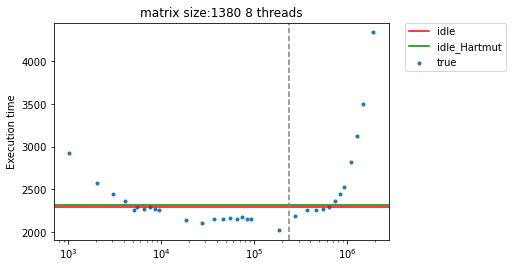 matrix size:1380 8 threads
idle
idle_Hartmut
true
Execution time
4000
3500
3000
2500
2000
10³ 10⁴ 10⁵ 10⁶